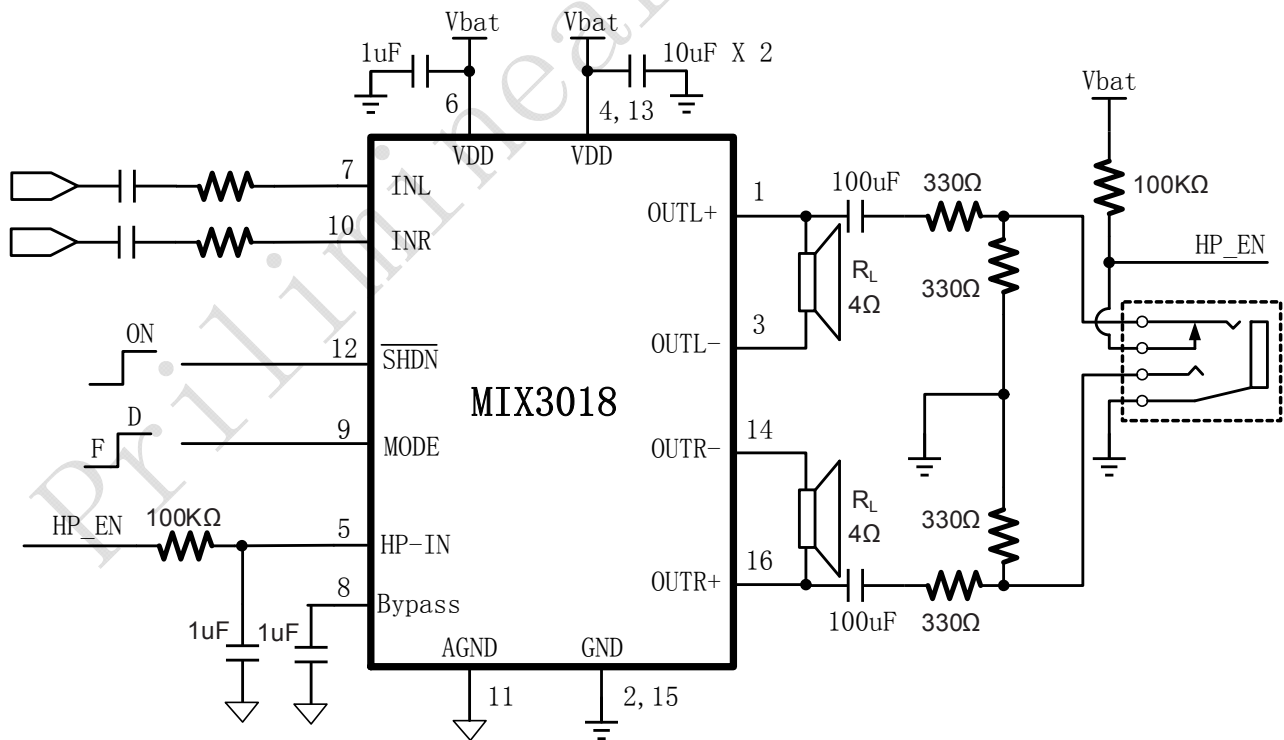 Vbat
Vbat
1uF
10uF X 2
6
4, 13
Vbat
VDD
VDD
7
INL
10
INR
1
OUTL+
100uF
330Ω
100KΩ
HP_EN
330Ω
RL
4Ω
3
OUTL-
ON
12
SHDN
MIX3018
D
F
9
MODE
14
OUTR-
HP_EN
100KΩ
5
HP-IN
RL
4Ω
330Ω
16
OUTR+
100uF
330Ω
8
Bypass
1uF
1uF
AGND
GND
11
2, 15
Priliminear